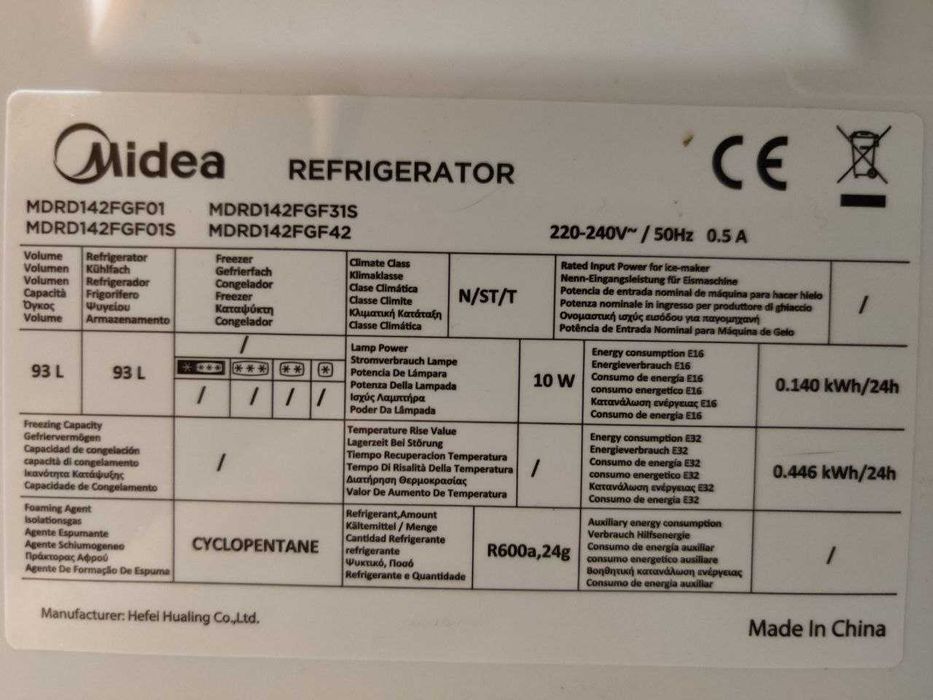 Midea REFRIGERATOR CE
MDRD142FGF01 MDRD142FGF31S
MDRD142FGF01S MDRD142FGF42 220-240V~ / 50Hz 0.5 A
Volume
Volumen
Volumen
Capacità
Όγκος
Volume
Refrigerator
Kühlfach
Refrigerador
Frigorifero
Ψυγείου
Armazenamento
Freezer
Gefrierfach
Congelador
Freezer
Καταψύκτη
Congelador
Climate Class
Klimaklasse
Clase Climática
Classe Climite
Κλιματική Κατάταξη
Classe Climática
N/ST/T
Rated Input Power for ice-maker
Nenn-Eingangsleistung für Eismaschine
Potencia de entrada nominal de máquina para hacer hielo
Potenza nominale in ingresso per produttore di ghiaccio
Ονομαστική ισχύς εισόδου για παγομηχανή
Potência de Entrada Nominal para Máquina de Gelo
/
93 L
93 L
/
/ / / /
Lamp Power
Stromverbrauch Lampe
Potencia De Lámpara
Potenza Della Lampada
Ισχύς Λαμπτήρα
Poder Da Lâmpada
10 W
Energy consumption E16
Energieverbrauch E16
Consumo de energía E16
consumo energetico E16
Κατανάλωση ενέργειας E16
Consumo de energia E16
0.140 kWh/24h
Freezing Capacity
Gefriervermögen
Capacidad de congelación
capacità di congelamento
Ικανότητα Κατάψυξης
Capacidade de Congelamento
/
Temperature Rise Value
Lagerzeit Bei Störung
Tiempo Recuperacion Temperatura
Tempo Di Risalità Della Temperatura
Διατήρηση Θερμοκρασίας
Valor De Aumento De Temperatura
/
Energy consumption E32
Energieverbrauch E32
Consumo de energía E32
consumo energetico E32
Κατανάλωση ενέργειας E32
Consumo de energia E32
0.446 kWh/24h
Foaming Agent
Isolationsgas
Agente Espumante
Agente Schiumogeneo
Πράκτορας Αφρού
Agente De Formação De Espuma
CYCLOPENTANE
Refrigerant,Amount
Kältemittel / Menge
Cantidad Refrigerante
refrigerante
Ψυκτικό, Ποσό
Refrigerante e Quantidade
R600a,24g
Auxiliary energy consumption
Verbrauch Hilfsenergie
Consumo de energía auxiliar
consumo energetico ausiliare
Βοηθητική κατανάλωση ενέργειας
Consumo de energia auxiliar
/
Manufacturer: Hefei Hualing Co.,Ltd.
Made In China